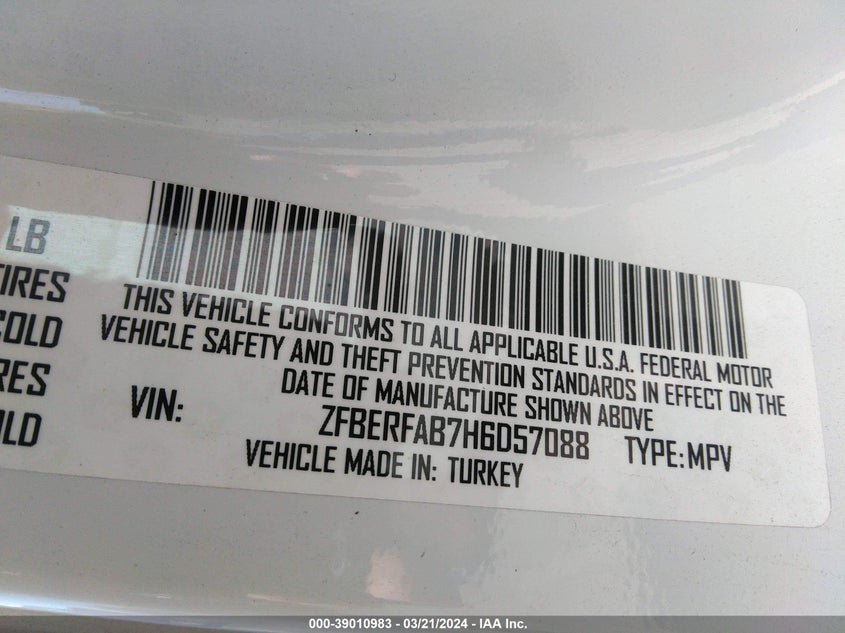 LB
TIRES
COLD
RES
OLD
THIS VEHICLE CONFORMS TO ALL APPLICABLE U.S.A. FEDERAL MOTOR
VEHICLE SAFETY AND THEFT PREVENTION STANDARDS IN EFFECT ON THE
DATE OF MANUFACTURE SHOWN ABOVE
VIN: ZFBERFAB7H6D57088 TYPE: MPV
VEHICLE MADE IN: TURKEY
000-39010983 - 03/21/2024 - IAA Inc.